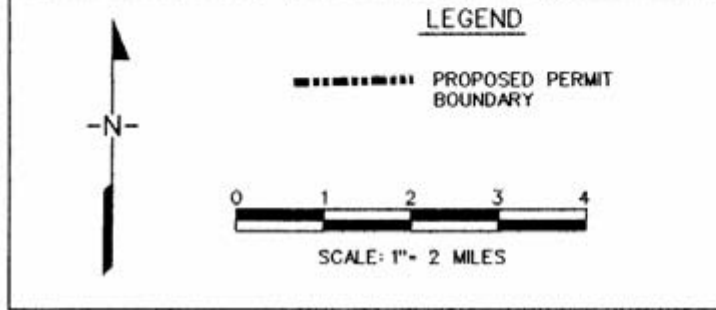 LEGEND
PROPOSED PERMIT
BOUNDARY
-N-
0 1 2 3 4
SCALE: 1"- 2 MILES